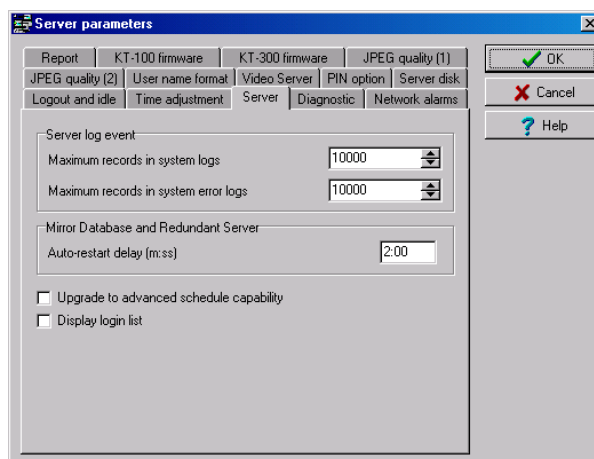 Server parameters
Report KT-100 firmware KT-300 firmware JPEG quality (1)
JPEG quality (2) User name format Video Server PIN option Server disk
Logout and idle Time adjustment Server Diagnostic Network alarms
OK
Cancel
Help
Server log event
Maximum records in system logs 10000
Maximum records in system error logs 10000
Mirror Database and Redundant Server
Auto-restart delay (m:ss) 2:00
Upgrade to advanced schedule capability
Display login list